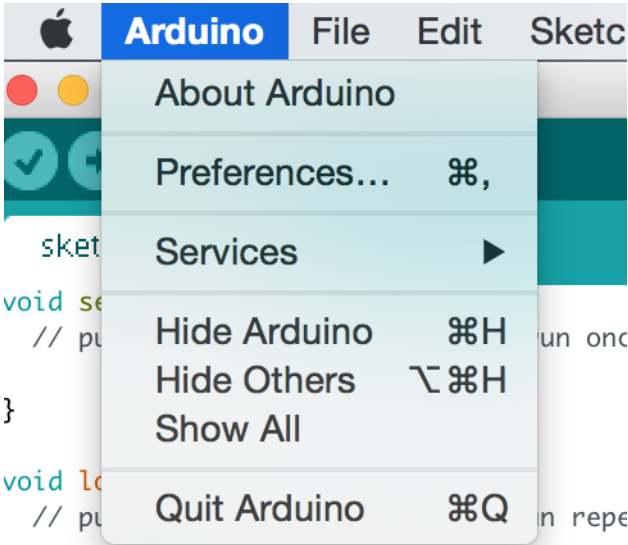 Arduino File Edit Sketc
About Arduino
Preferences... ⌘,
sket
Services ▶
void se
Hide Arduino ⌘H
// pu un onc
Hide Others ⌥⌘H
}
Show All
void lo
Quit Arduino ⌘Q
// pu n repe